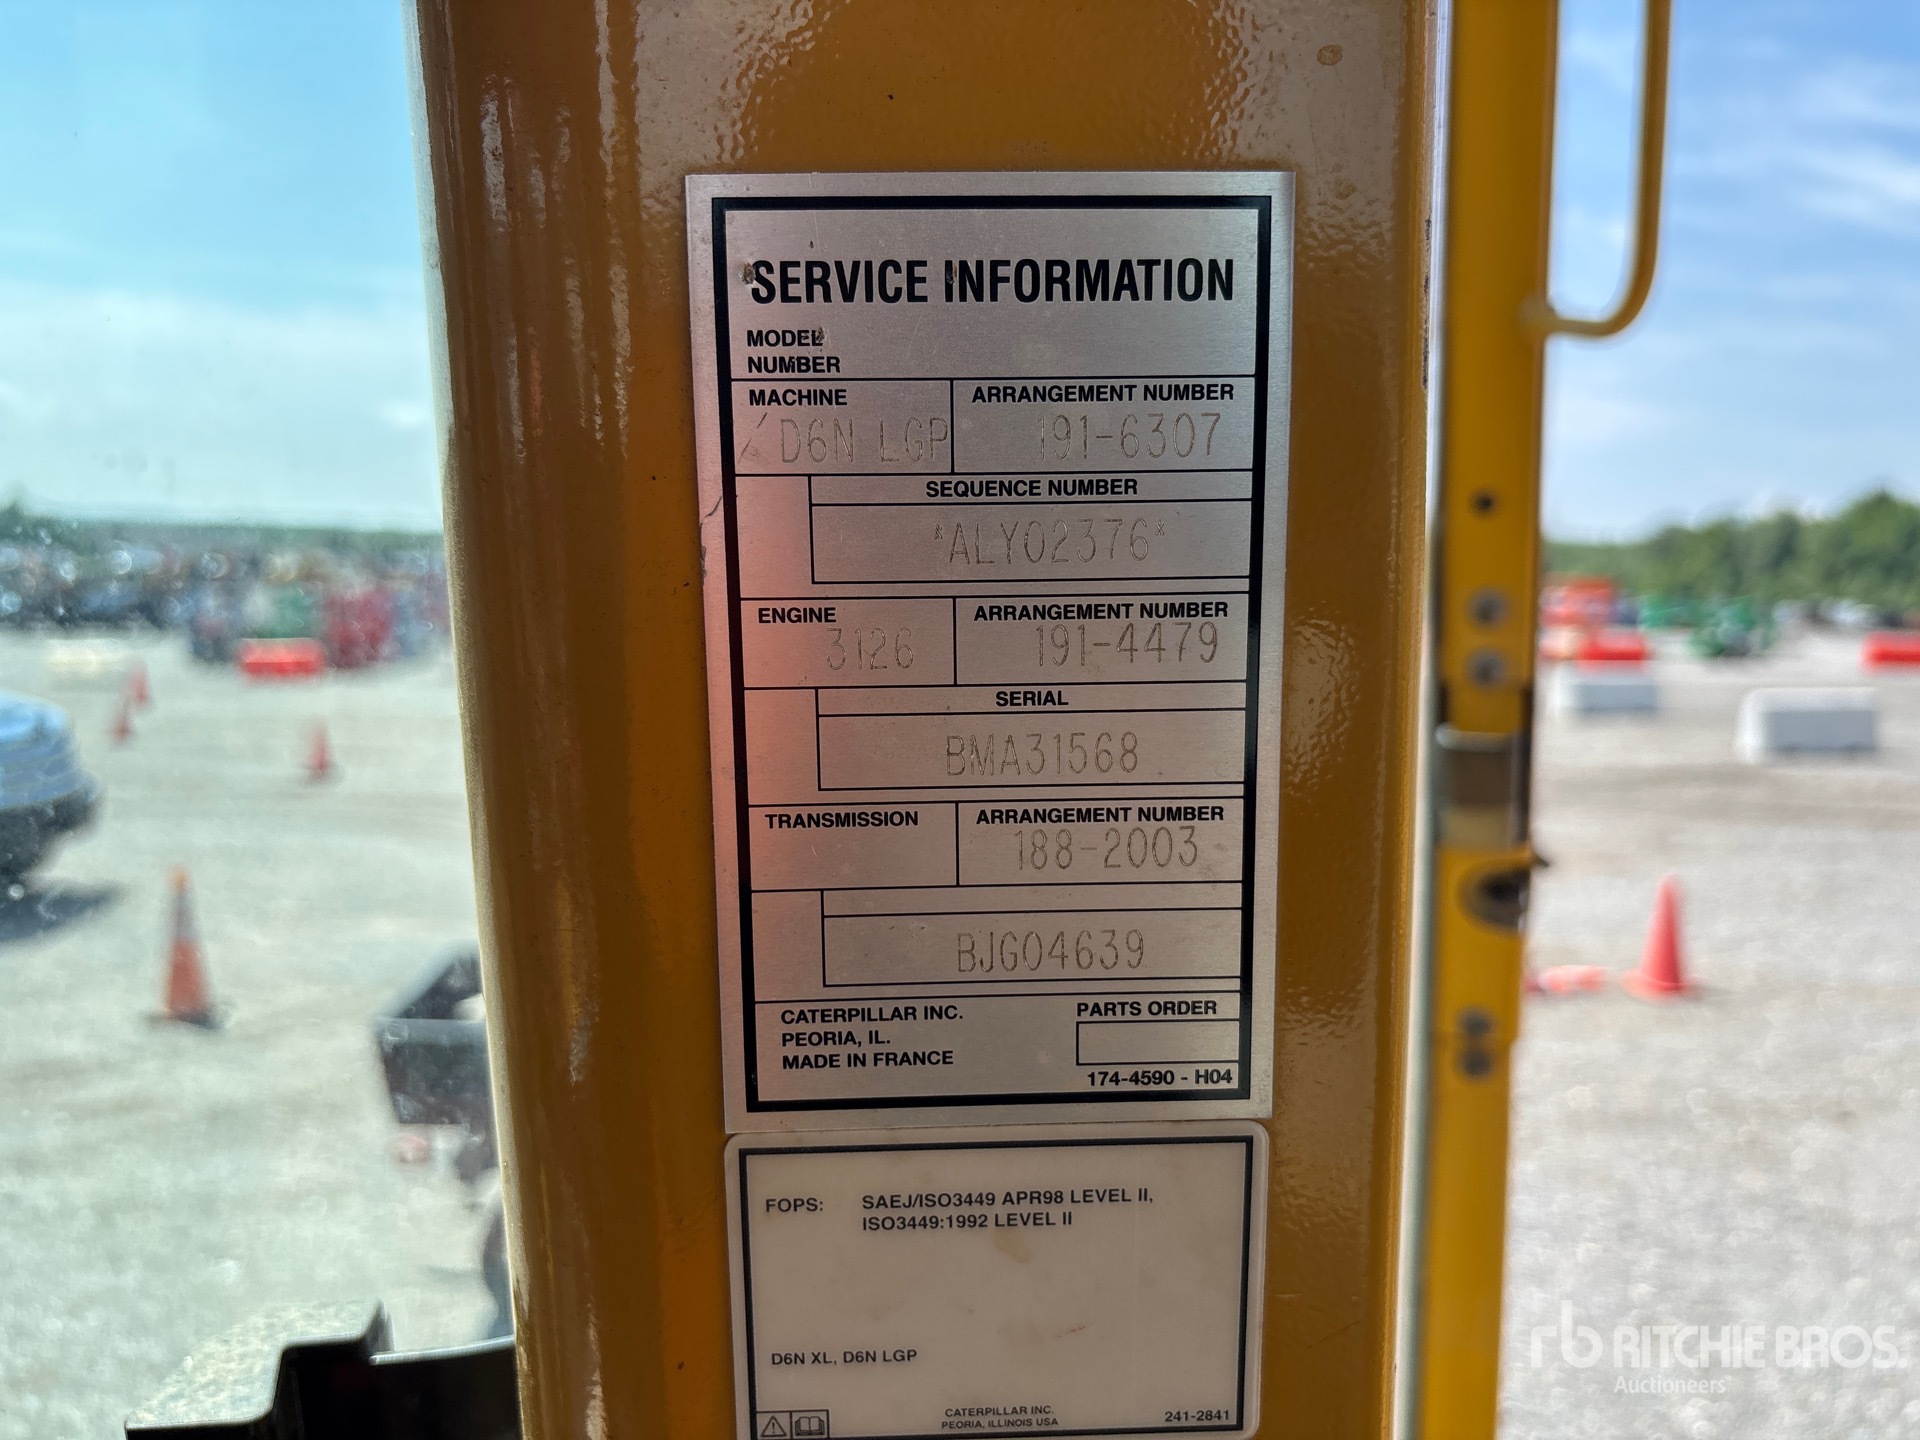 SERVICE INFORMATION
MODEL
NUMBER
MACHINE ARRANGEMENT NUMBER
D6N LGP 191-6307
SEQUENCE NUMBER
*ALY02376*
ENGINE ARRANGEMENT NUMBER
3126 191-4479
SERIAL
BMA31568
TRANSMISSION ARRANGEMENT NUMBER
188-2003
BJG04639
CATERPILLAR INC. PARTS ORDER
PEORIA, IL.
MADE IN FRANCE
174-4590 - H04
FOPS: SAEJ/ISO3449 APR98 LEVEL II,
ISO3449:1992 LEVEL II
D6N XL, D6N LGP
CATERPILLAR INC.
PEORIA, ILLINOIS USA 241-2841
rb RITCHIE BROS.
Auctioneers